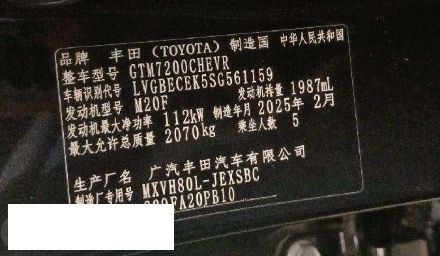 品牌 丰田(TOYOTA) 制造国 中华人民共和国
整车型号 GTM7200CHEVR
车辆识别代号 LVGBECEK5SG561159
发动机型号 M20F 发动机排量 1987mL
发动机最大净功率 112kW 制造年月 2025年 2月
最大允许总质量 2070kg 乘坐人数 5
生产厂名 广汽丰田汽车有限公司
制造厂专用号 MXVH80L-JEXSBC